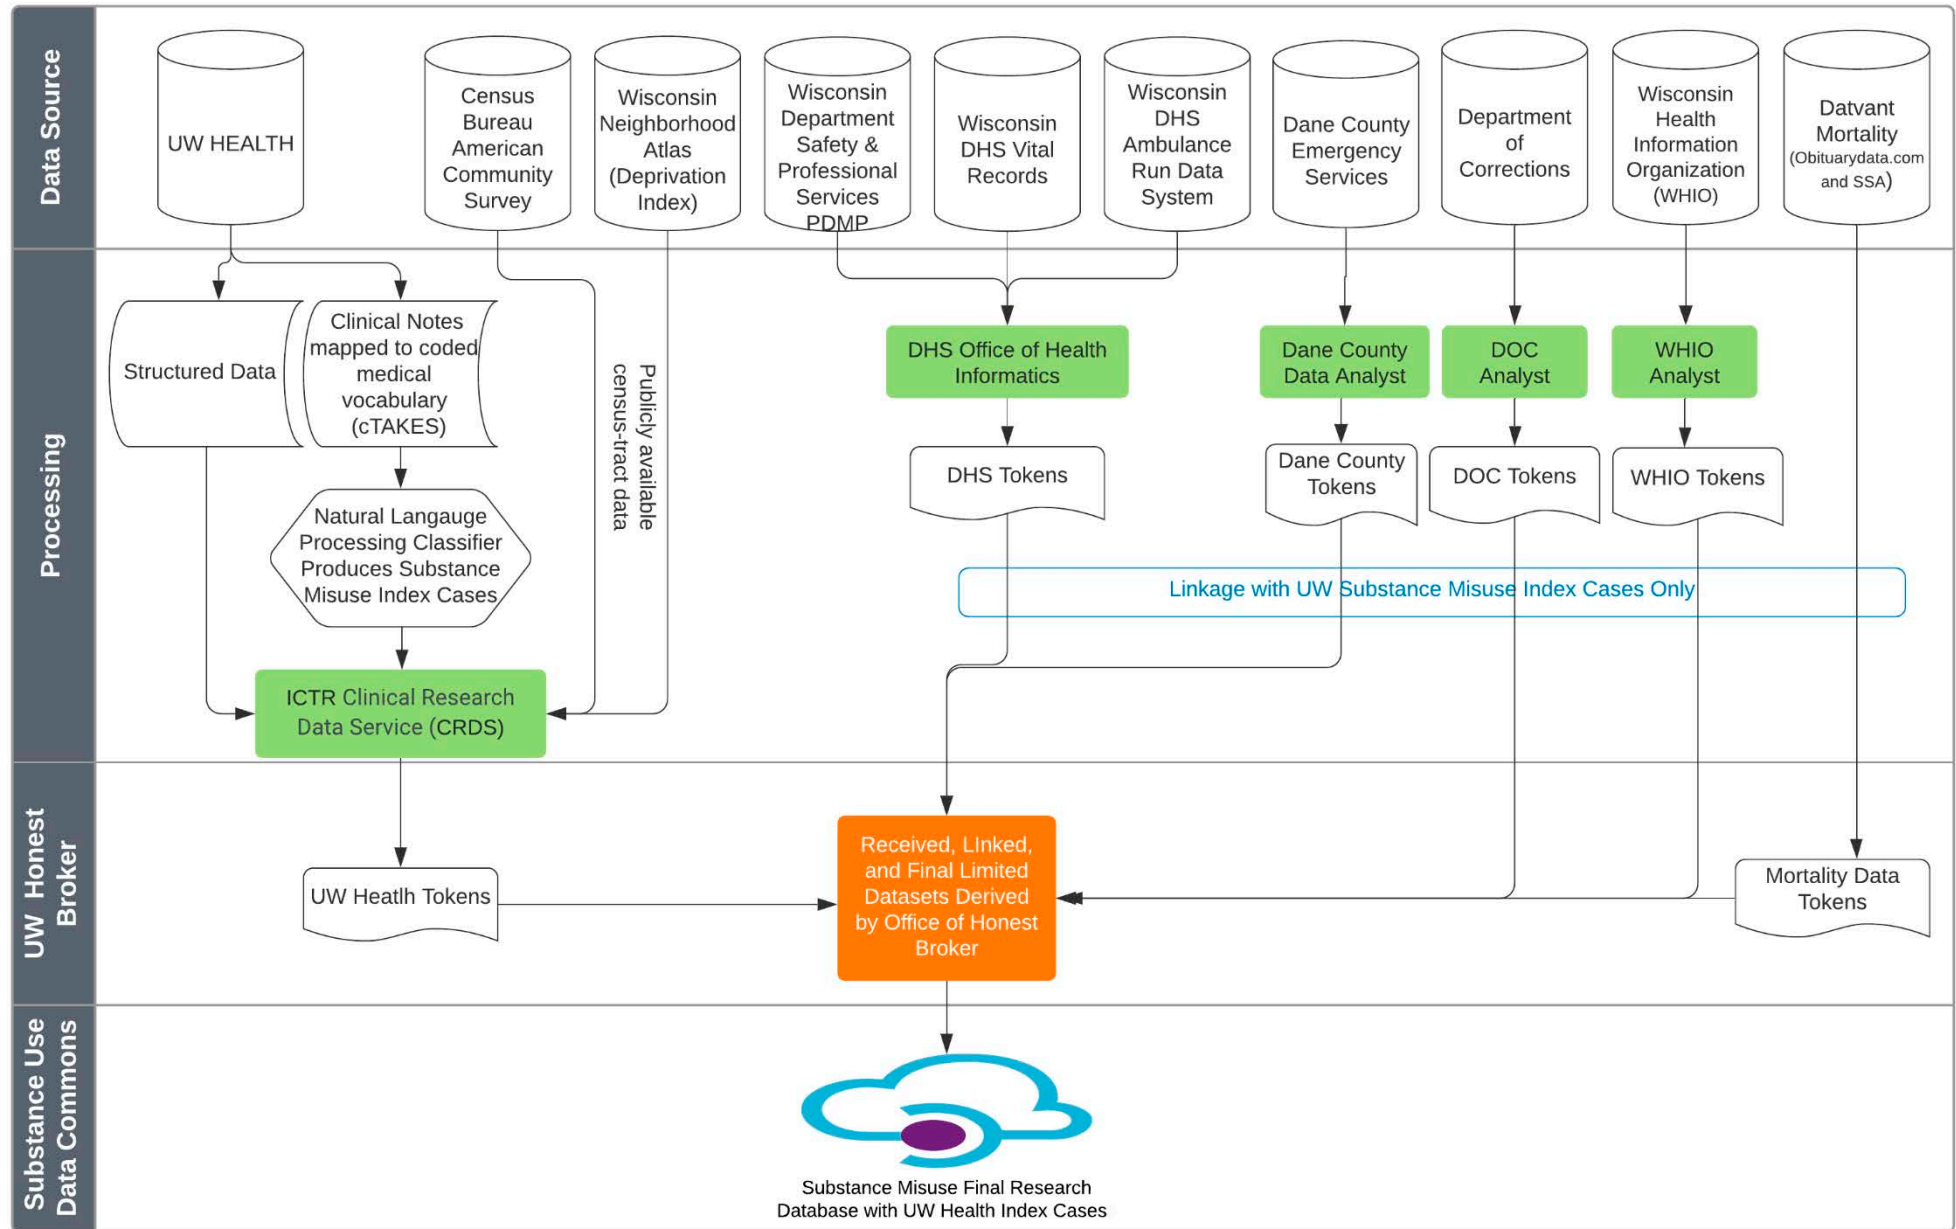 Data Source
UW HEALTH
Census
Bureau
American
Community
Survey
Wisconsin
Neighborhood
Atlas
(Deprivation
Index)
Wisconsin
Department
Safety &
Professional
Services
PDMP
Wisconsin
DHS Vital
Records
Wisconsin
DHS
Ambulance
Run Data
System
Dane County
Emergency
Services
Department
of
Corrections
Wisconsin
Health
Information
Organization
(WHIO)
Datvant
Mortality
(Obituarydata.com
and SSA)
Processing
Structured Data
Clinical Notes
mapped to coded
medical
vocabulary
(cTAKES)
Publicly available
census-tract data
DHS Office of Health
Informatics
Dane County
Data Analyst
DOC
Analyst
WHIO
Analyst
DHS Tokens
Dane County
Tokens
DOC Tokens
WHIO Tokens
Natural Langauge
Processing Classifier
Produces Substance
Misuse Index Cases
Linkage with UW Substance Misuse Index Cases Only
ICTR Clinical Research
Data Service (CRDS)
UW Honest
Broker
UW Heatlh Tokens
Received, LInked,
and Final Limited
Datasets Derived
by Office of Honest
Broker
Mortality Data
Tokens
Substance Use
Data Commons
Substance Misuse Final Research
Database with UW Health Index Cases